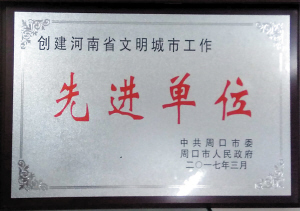 创建河南省文明城市工作
先进单位
中共周口市委
周口市人民政府
二〇一七年三月